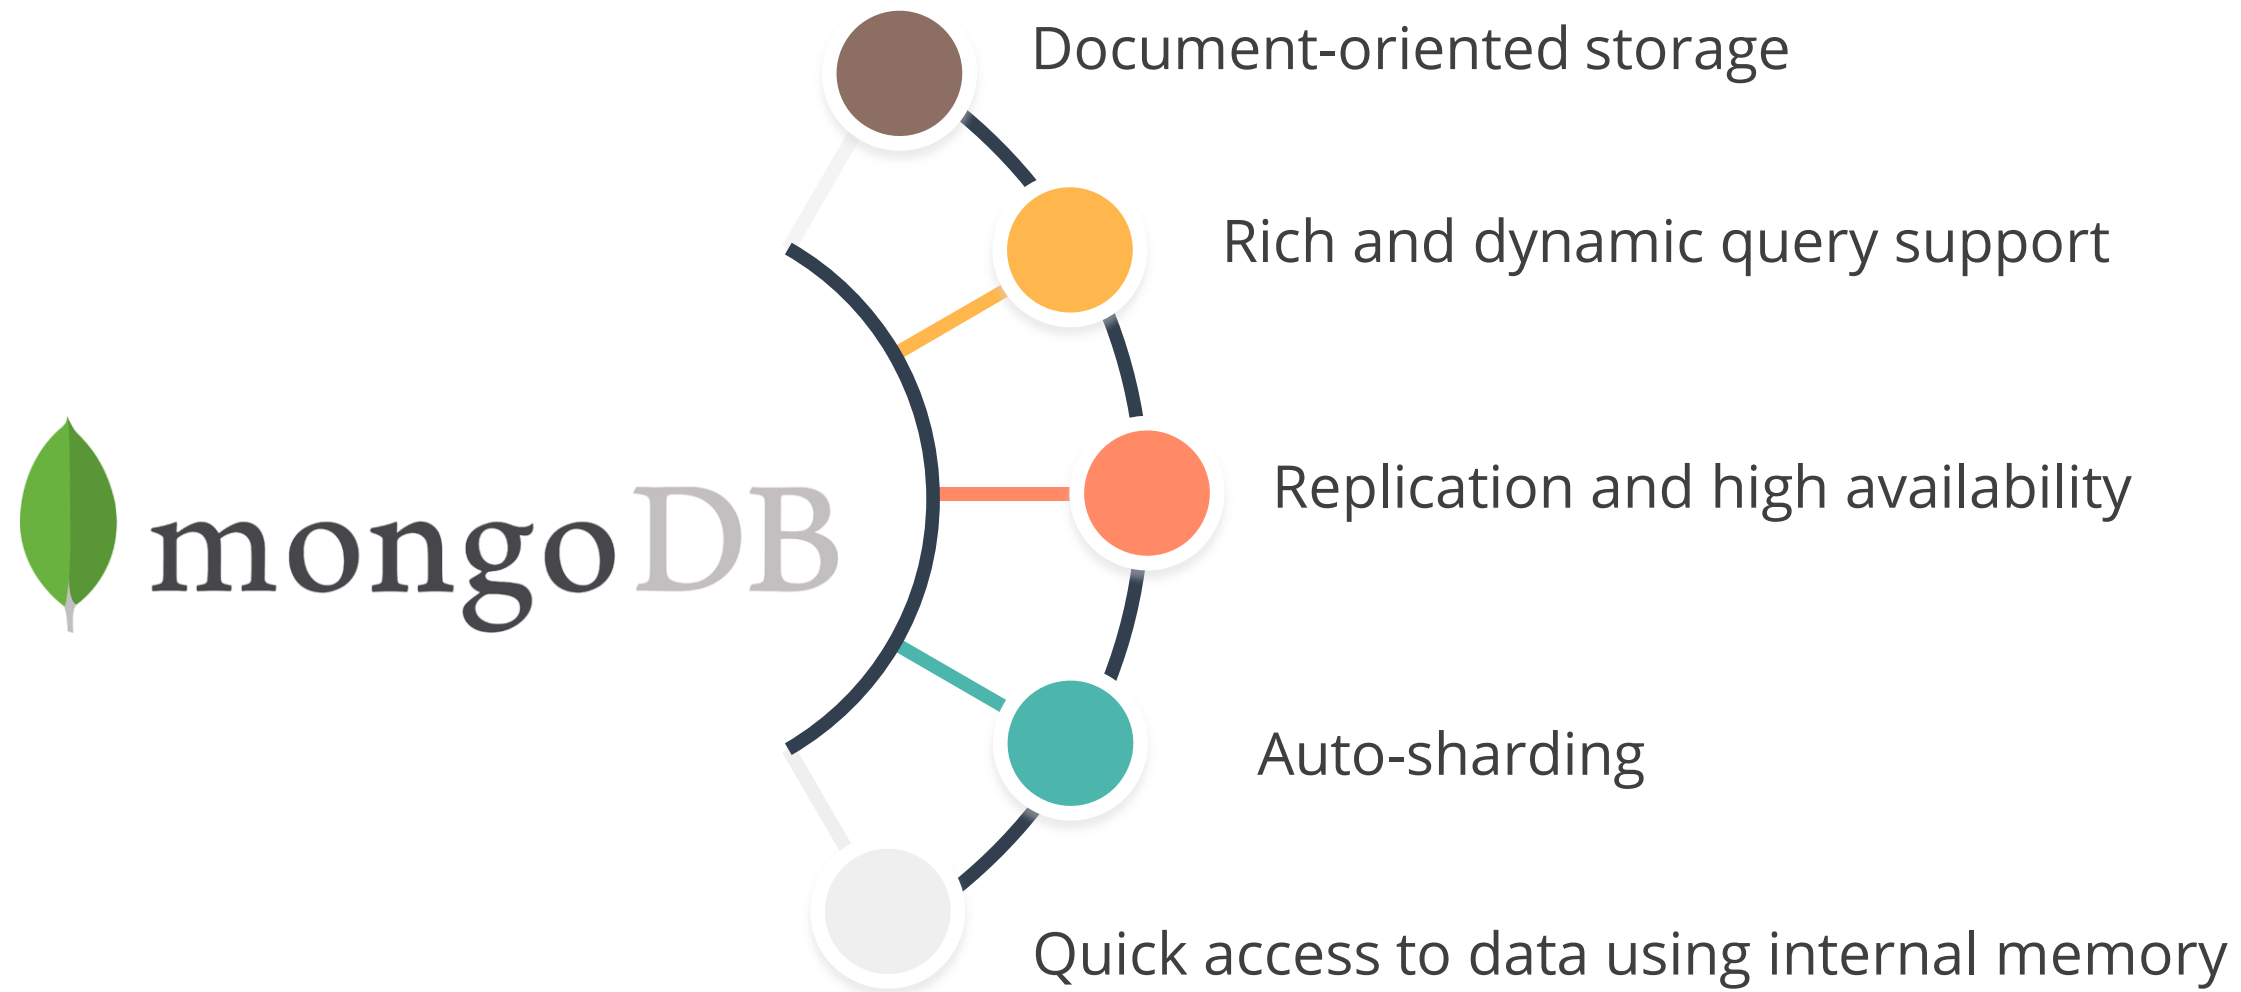 Document-oriented storage
Rich and dynamic query support
Replication and high availability
mongoDB
Auto-sharding
Quick access to data using internal memory